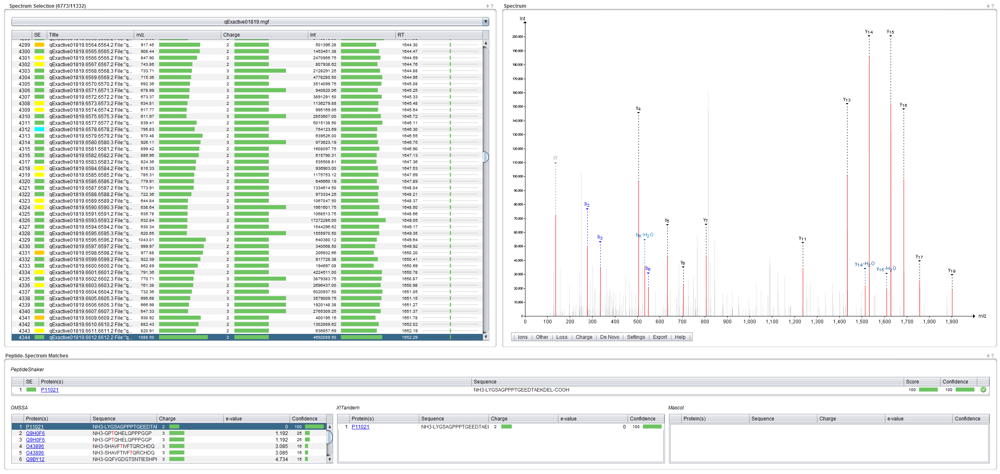 Spectrum Selection (6773/11332)
?
qExactive01819.mgf
SE Title m/z Charge Int RT
4299 qExactive01819.6564.6564.2 File:"q... 917.45 2 501396.28 1644.30
4300 qExactive01819.6565.6565.2 File:"q... 908.44 2 1453451.38 1644.47
4301 qExactive01819.6566.6566.2 File:"q... 847.90 2 2470956.75 1644.59
4302 qExactive01819.6567.6567.2 File:"q... 743.86 2 807938.62 1644.76
4303 qExactive01819.6568.6568.3 File:"q... 733.71 3 2128291.25 1644.88
4304 qExactive01819.6569.6569.2 File:"q... 715.36 2 4778280.50 1644.95
4305 qExactive01819.6570.6570.2 File:"q... 692.36 2 3514099.75 1645.08
4306 qExactive01819.6571.6571.3 File:"q... 678.99 3 940820.06 1645.25
4307 qExactive01819.6572.6572.2 File:"q... 673.37 2 3891291.50 1645.33
4308 qExactive01819.6573.6573.2 File:"q... 634.81 2 1136279.88 1645.48
4309 qExactive01819.6574.6574.2 File:"q... 617.77 2 995169.06 1645.64
4310 qExactive01819.6575.6575.3 File:"q... 611.97 3 2853607.00 1645.72
4311 qExactive01819.6577.6577.2 File:"q... 839.41 2 5015138.50 1646.11
4312 qExactive01819.6578.6578.2 File:"q... 795.83 2 754123.69 1646.30
4313 qExactive01819.6579.6579.2 File:"q... 970.48 2 639526.00 1646.55
4314 qExactive01819.6580.6580.3 File:"q... 926.11 3 973623.19 1646.75
4315 qExactive01819.6581.6581.2 File:"q... 899.42 2 1608097.75 1646.90
4316 qExactive01819.6582.6582.2 File:"q... 886.96 2 615790.31 1647.13
4317 qExactive01819.6583.6583.2 File:"q... 824.36 2 535508.81 1647.36
4318 qExactive01819.6584.6584.2 File:"q... 816.33 2 936903.00 1647.53
4319 qExactive01819.6585.6585.2 File:"q... 785.31 2 1175753.12 1647.69
4320 qExactive01819.6586.6586.2 File:"q... 779.91 2 646660.19 1647.89
4321 qExactive01819.6587.6587.2 File:"q... 773.91 2 1334614.50 1648.04
4322 qExactive01819.6588.6588.2 File:"q... 722.36 2 973334.25 1648.21
4323 qExactive01819.6589.6589.2 File:"q... 644.84 2 1067047.50 1648.37
4324 qExactive01819.6590.6590.3 File:"q... 638.64 3 1661601.75 1648.50
4325 qExactive01819.6591.6591.2 File:"q... 635.78 2 1068513.75 1648.66
4326 qExactive01819.6593.6593.2 File:"q... 632.84 2 17272286.00 1649.05
4327 qExactive01819.6594.6594.2 File:"q... 630.34 2 1544296.62 1649.17
4328 qExactive01819.6595.6595.3 File:"q... 620.65 3 1555970.50 1649.35
4329 qExactive01819.6596.6596.2 File:"q... 1043.01 2 640380.12 1649.64
4330 qExactive01819.6597.6597.2 File:"q... 999.97 2 340568.50 1649.92
4331 qExactive01819.6598.6598.2 File:"q... 977.88 2 206932.66 1650.20
4332 qExactive01819.6599.6599.2 File:"q... 922.39 2 917728.38 1650.41
4333 qExactive01819.6600.6600.2 File:"q... 862.89 2 194697.08 1650.69
4334 qExactive01819.6601.6601.2 File:"q... 791.36 2 4224511.00 1650.78
4335 qExactive01819.6602.6602.3 File:"q... 770.71 3 3879383.75 1650.87
4336 qExactive01819.6603.6603.2 File:"q... 761.38 2 2696437.00 1650.98
4337 qExactive01819.6604.6604.2 File:"q... 732.36 2 5020937.50 1651.05
4338 qExactive01819.6605.6605.3 File:"q... 695.68 3 3579009.75 1651.15
4339 qExactive01819.6606.6606.3 File:"q... 666.98 3 1920148.38 1651.27
4340 qExactive01819.6607.6607.3 File:"q... 647.33 3 2765309.25 1651.37
4341 qExactive01819.6609.6609.2 File:"q... 930.92 2 400195.16 1651.78
4342 qExactive01819.6610.6610.2 File:"q... 882.43 2 1302089.62 1652.02
4343 qExactive01819.6611.6611.2 File:"q... 820.91 2 636857.69 1652.19
4344 qExactive01819.6612.6612.2 File:"q... 1088.50 2 4692089.50 1652.29
Spectrum
?
Int
y14 y15
200.000
190.000
180.000
170.000
160.000
150.000
140.000
130.000
120.000
110.000
100.000
90.000
80.000
70.000
60.000
50.000
40.000
30.000
20.000
10.000
0
y13
y16
y4
iY
b2
y5
y7
b6-H2O
b3
y11
y17
y6
y14-H2O
b6
y15-H2O
y19
0 100 200 300 400 500 600 700 800 900 1,000 1,100 1,200 1,300 1,400 1,500 1,600 1,700 1,800 1,900
m/z
| Ions | Other | Loss | Charge | De Novo | Settings | Export | Help |
Peptide-Spectrum Matches
?
PeptideShaker
SE Protein(s) Sequence Score Confidence
1 P11021 NH3-LYGSAGPPPTGEEDTAEKDEL-COOH 100 100
OMSSA
Protein(s) Sequence Charge e-value Confidence
1 P11021 NH3-LYGSAGPPPTGEEDTAE 2 0 100
2 Q9H0F6 NH3-GPTQHELQPPPGGP 3 1.192 25
3 Q9H0F6 NH3-GPTQHELQPPPGGP 3 1.192 25
4 O43896 NH3-SHAVFTIVFTQRCHDQ 3 3.085 16
5 O43896 NH3-SHAVFTIVFTQRCHDQ 3 3.085 16
6 Q9BY12 NH3-GQFVGDGTSNTIESHP 3 4.734 15
X!Tandem
Protein(s) Sequence Charge e-value Confidence
1 P11021 NH3-LYGSAGPPPTGEEDTAE 2 0 100
Mascot
Protein(s) Sequence Charge e-value Confidence